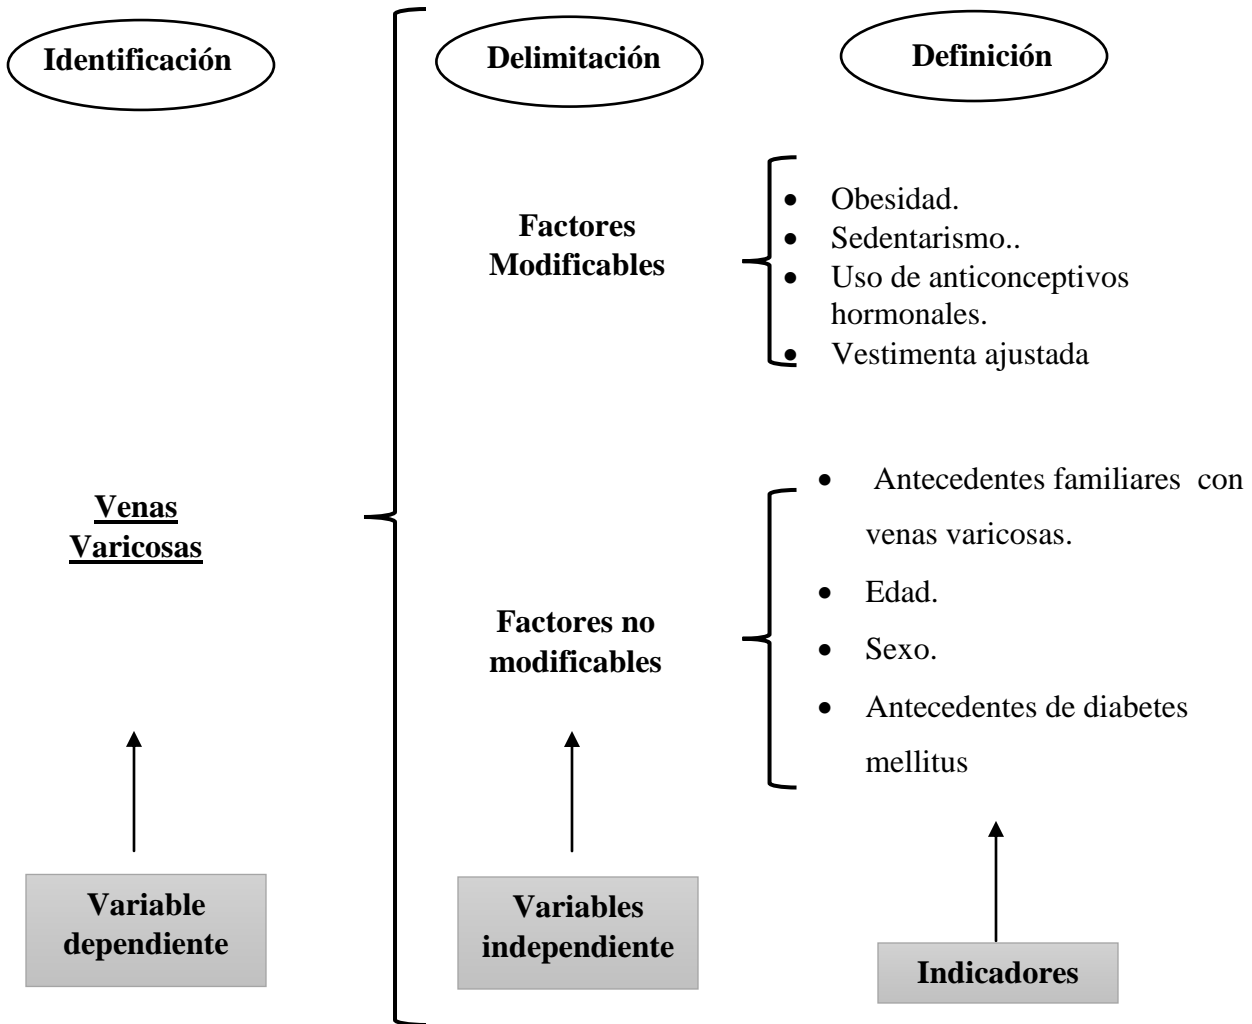 Identificación
Delimitación
Definición
Factores
Modificables
• Obesidad.
• Sedentarismo..
• Uso de anticonceptivos
hormonales.
• Vestimenta ajustada
Venas
Varicosas
Factores no
modificables
• Antecedentes familiares con
venas varicosas.
• Edad.
• Sexo.
• Antecedentes de diabetes
mellitus
Variable
dependiente
Variables
independiente
Indicadores